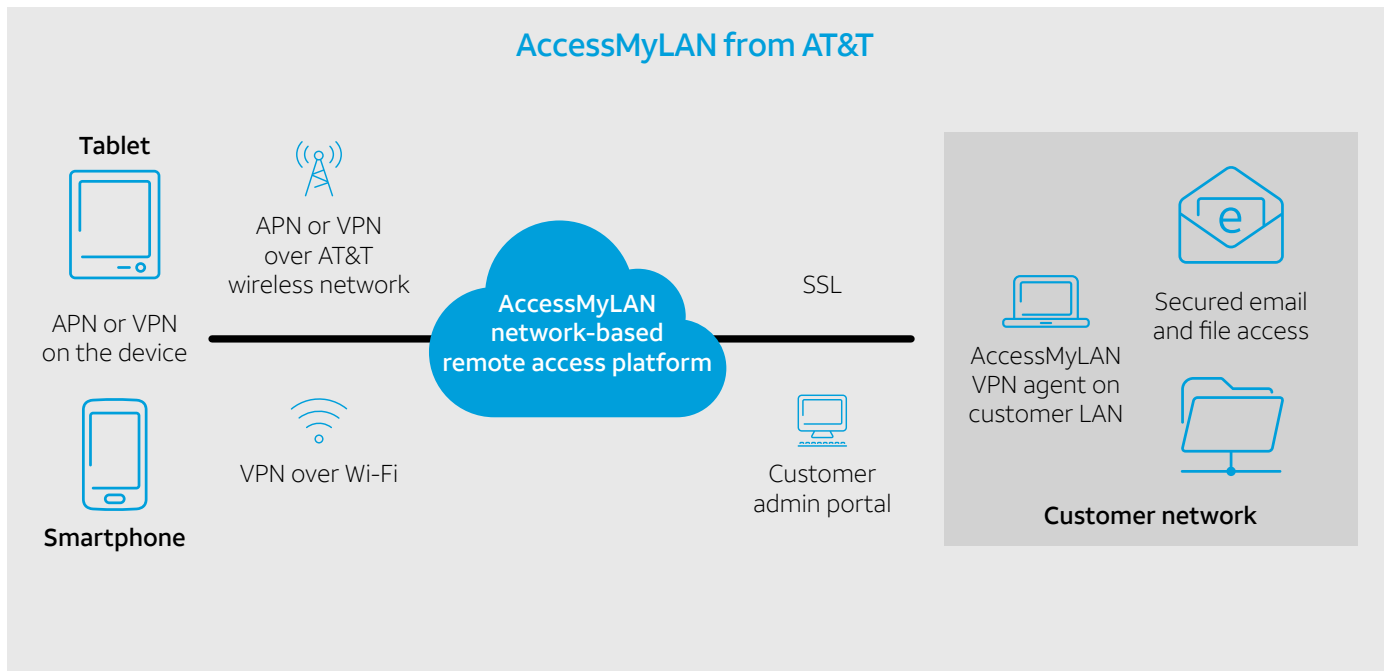 AccessMyLAN from AT&T
Tablet
APN or VPN
on the device
Smartphone
APN or VPN
over AT&T
wireless network
VPN over Wi-Fi
AccessMyLAN
network-based
remote access platform
SSL
Customer
admin portal
AccessMyLAN
VPN agent on
customer LAN
e
Secured email
and file access
Customer network